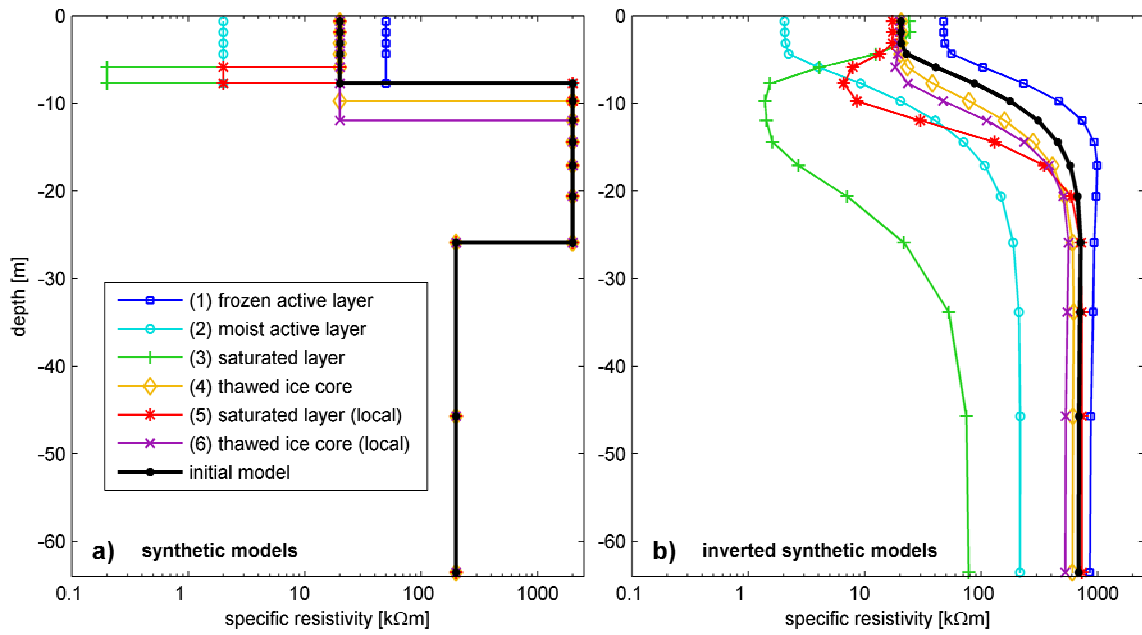 0
-10
-20
-30
-40
-50
-60
depth [m]
0.1 1 10 100 1000
specific resistivity [kΩm]
(1) frozen active layer
(2) moist active layer
(3) saturated layer
(4) thawed ice core
(5) saturated layer (local)
(6) thawed ice core (local)
initial model
a) synthetic models
0
-10
-20
-30
-40
-50
-60
0.1 1 10 100 1000
specific resistivity [kΩm]
b) inverted synthetic models